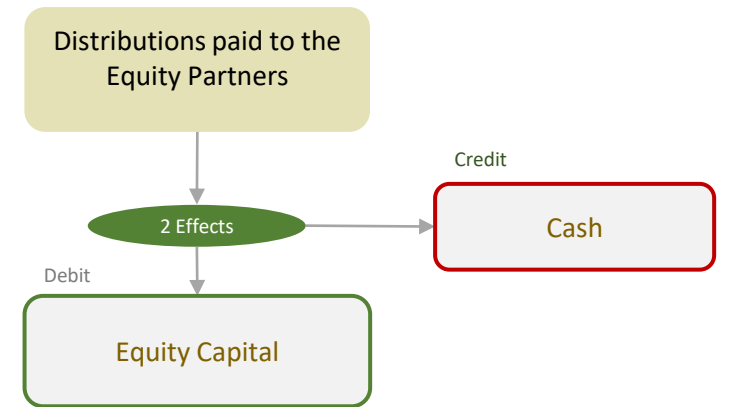 Distributions paid to the
Equity Partners
Credit
2 Effects
Cash
Debit
Equity Capital